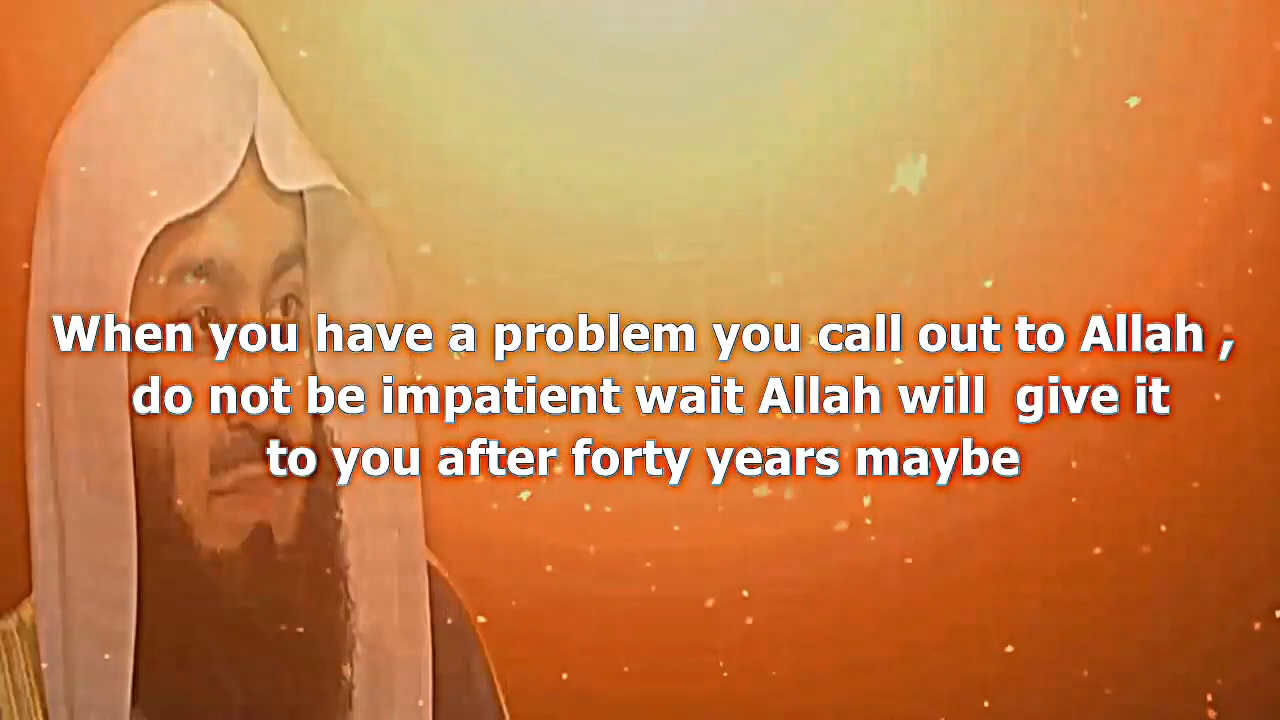 When you have a problem you call out to Allah ,
do not be impatient wait Allah will  give it
to you after forty years maybe